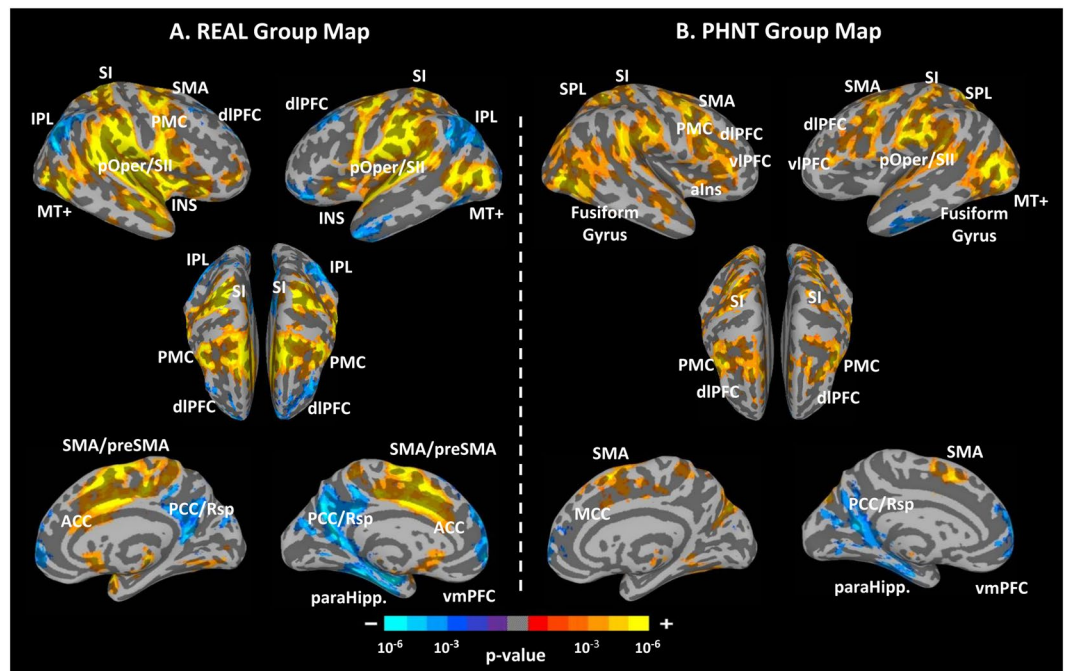 A. REAL Group Map
B. PHNT Group Map
SI
SMA
IPL
PMC
dlPFC
pOper/SII
INS
MT+
SI
dlPFC
IPL
pOper/SII
INS
MT+
SI
SPL
SMA
PMC
dlPFC
vlPFC
aIns
Fusiform
Gyrus
SMA
SI
SPL
dlPFC
vlPFC
pOper/SII
Fusiform
Gyrus
MT+
IPL
IPL
SI
SI
PMC
PMC
dlPFC
dlPFC
SI
SI
PMC
PMC
dlPFC
dlPFC
SMA/preSMA
ACC
PCC/Rsp
SMA/preSMA
PCC/Rsp
ACC
paraHipp.
vmPFC
SMA
MCC
SMA
PCC/Rsp
paraHipp.
vmPFC
− +
10-6 10-3 10-3 10-6
p-value